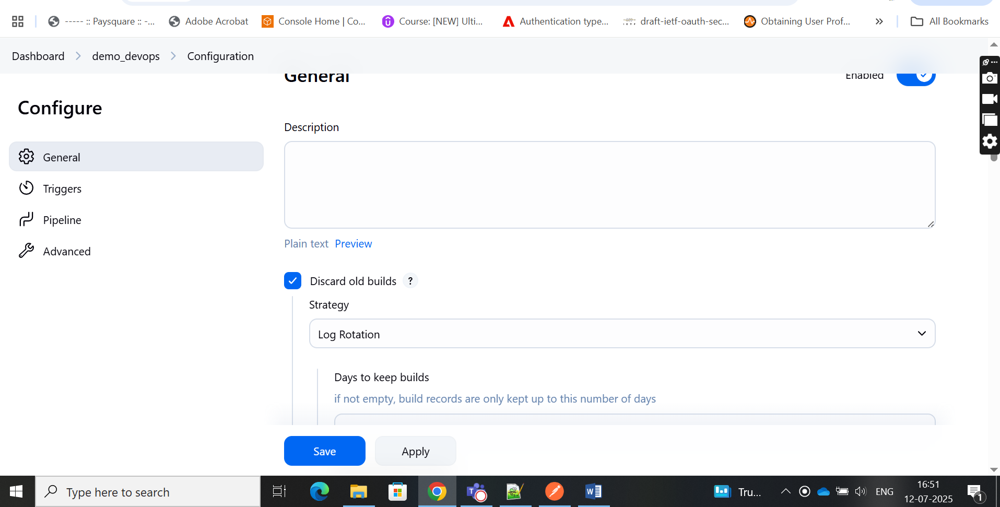 ----- :: Paysquare :: -... Adobe Acrobat Console Home | Co... Course: [NEW] Ulti... Authentication type... draft-ietf-oauth-sec... Obtaining User Prof... » All Bookmarks
Dashboard > demo_devops > Configuration
General Enabled
Configure
General
Triggers
Pipeline
Advanced
Description
Plain text Preview
Discard old builds ?
Strategy
Log Rotation
Days to keep builds
if not empty, build records are only kept up to this number of days
Save Apply
Type here to search
Tru... ENG
16:51
12-07-2025
1